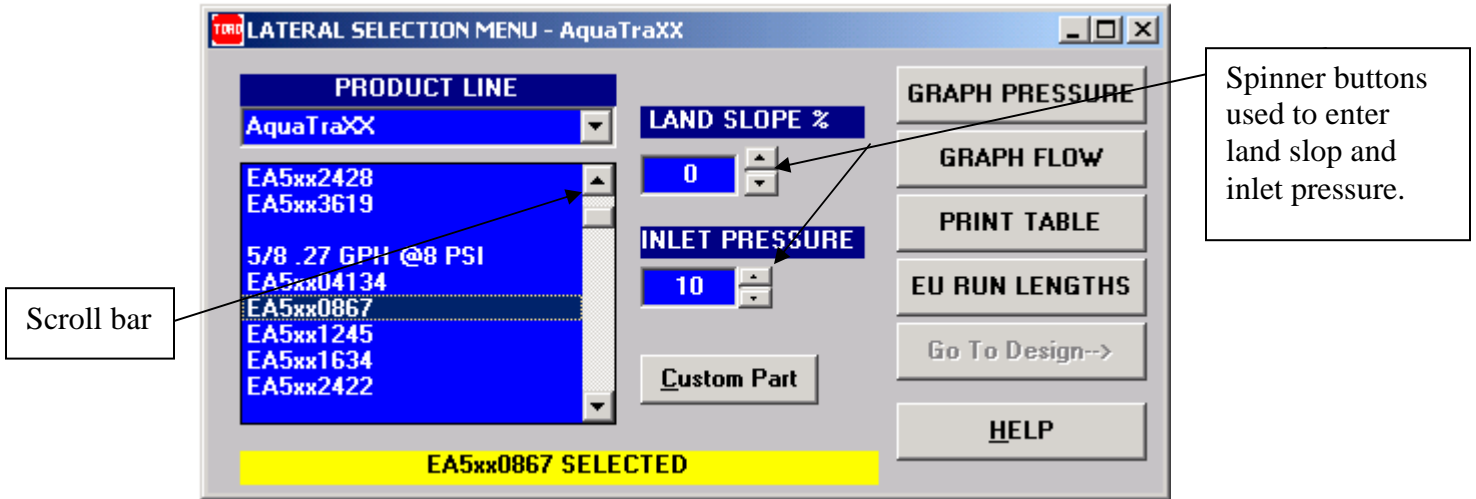 TORO LATERAL SELECTION MENU - AquaTraXX
PRODUCT LINE
AquaTraXX
EA5xx2428
EA5xx3619
5/8 .27 GPH @8 PSI
EA5xx04134
EA5xx0867
EA5xx1245
EA5xx1634
EA5xx2422
LAND SLOPE %
0
INLET PRESSURE
10
Custom Part
EA5xx0867 SELECTED
GRAPH PRESSURE
GRAPH FLOW
PRINT TABLE
EU RUN LENGTHS
Go To Design-->
HELP
Scroll bar
Spinner buttons
used to enter
land slop and
inlet pressure.